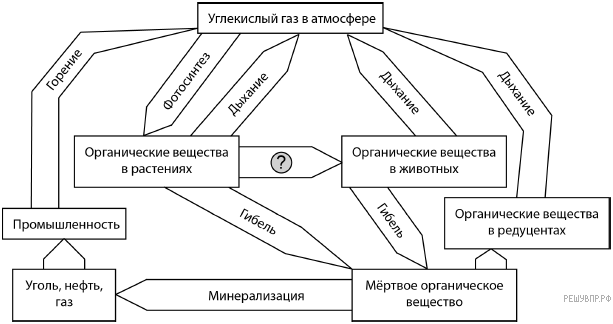 Углекислый газ в атмосфере
Горение
Фотосинтез
Дыхание
Дыхание
Дыхание
Органические вещества
в растениях
?
Органические вещества
в животных
Органические вещества
в редуцентах
Промышленность
Гибель
Гибель
Уголь, нефть,
газ
Минерализация
Мёртвое органическое
вещество
РЕШУВПР.РФ